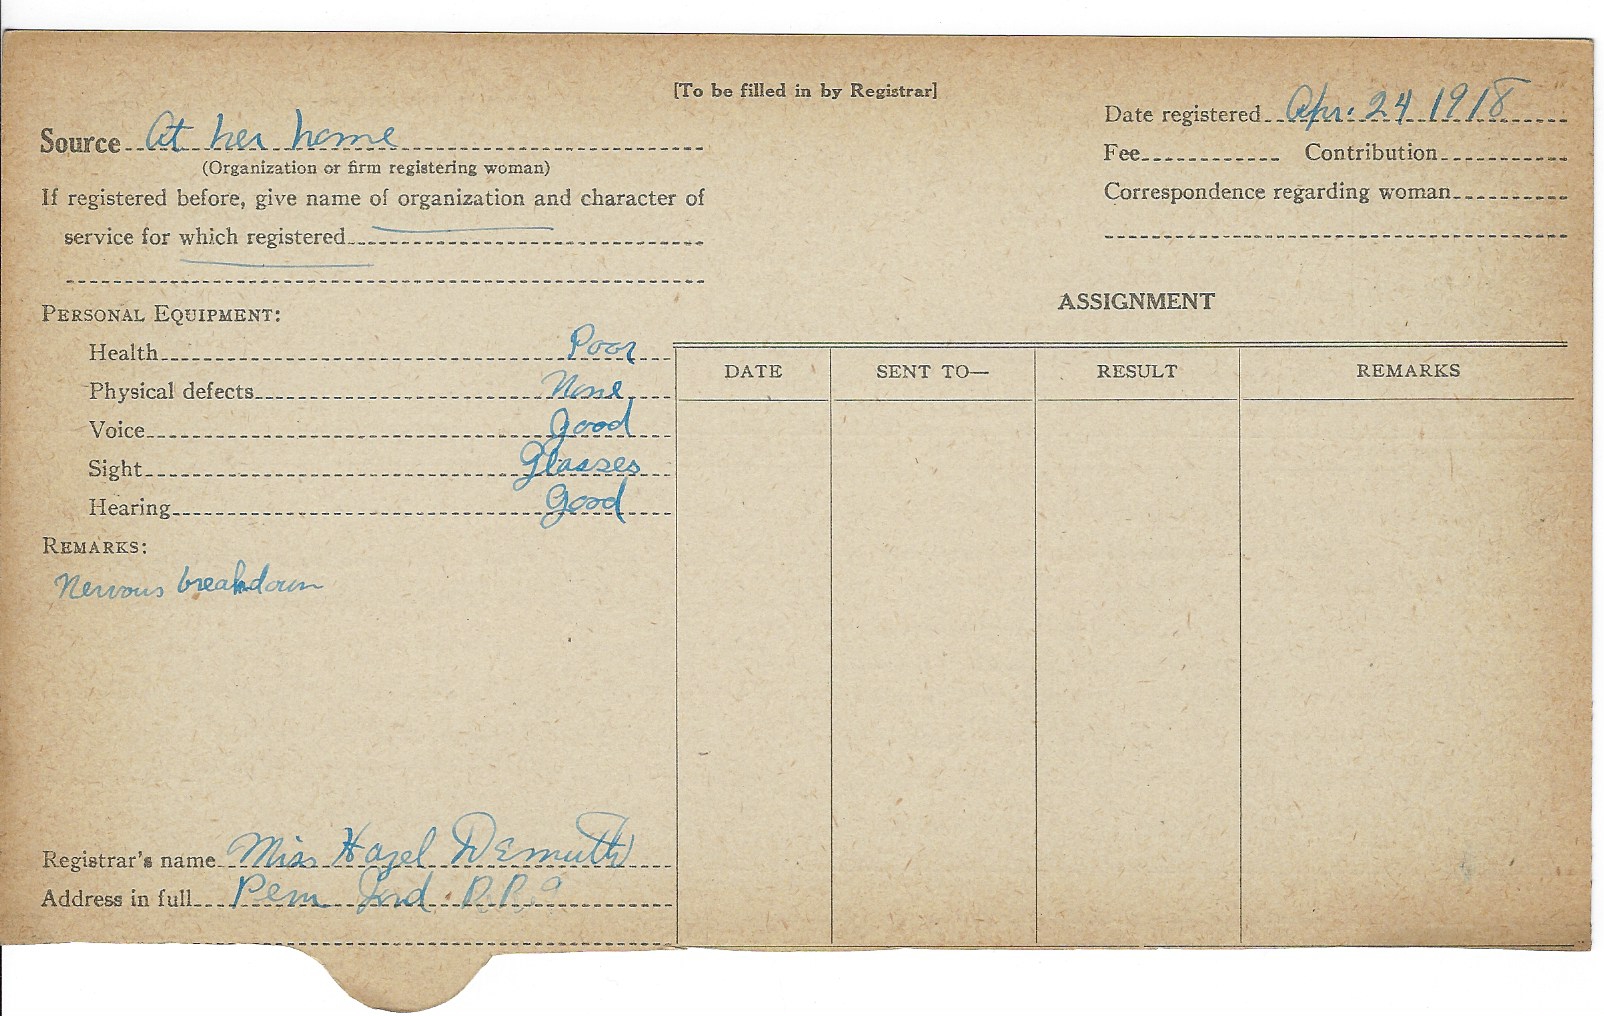 [To be filled in by Registrar]
Source At her home
(Organization or firm registering woman)
If registered before, give name of organization and character of
service for which registered
Date registered Apr. 24 1918
Fee Contribution
Correspondence regarding woman
PERSONAL EQUIPMENT:
Health Poor
Physical defects None
Voice Good
Sight Glasses
Hearing Good
REMARKS:
Nervous breakdown
Registrar's name Miss Hazel Demuth
Address in full Peru Ind. R.R.
ASSIGNMENT
DATE SENT TO— RESULT REMARKS